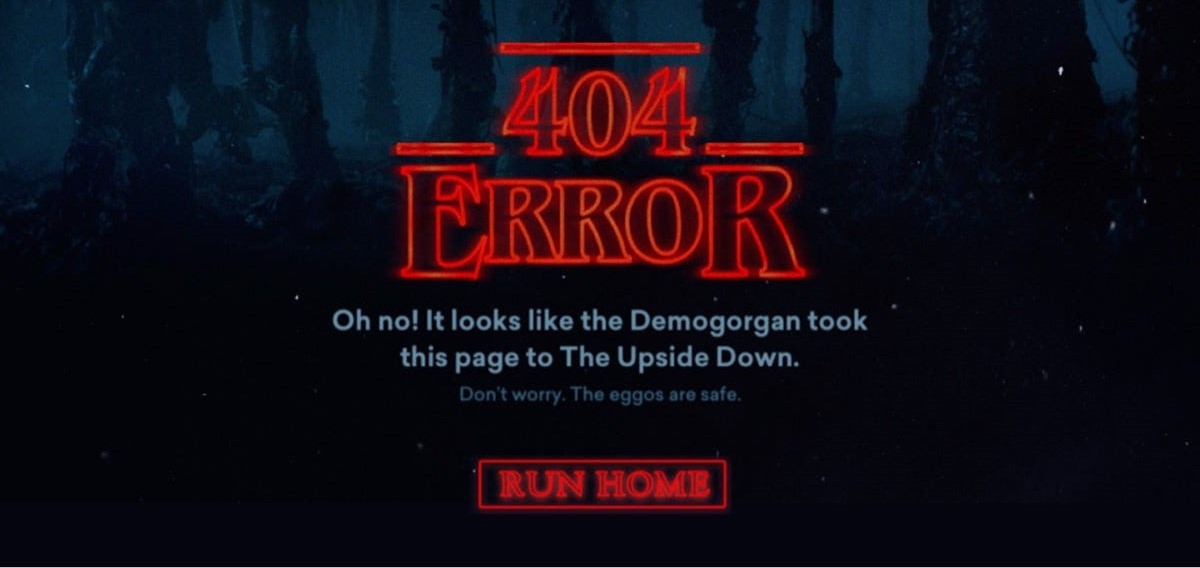 404
ERROR
Oh no! It looks like the Demogorgan took
this page to The Upside Down.
Don't worry. The eggos are safe.
RUN HOME